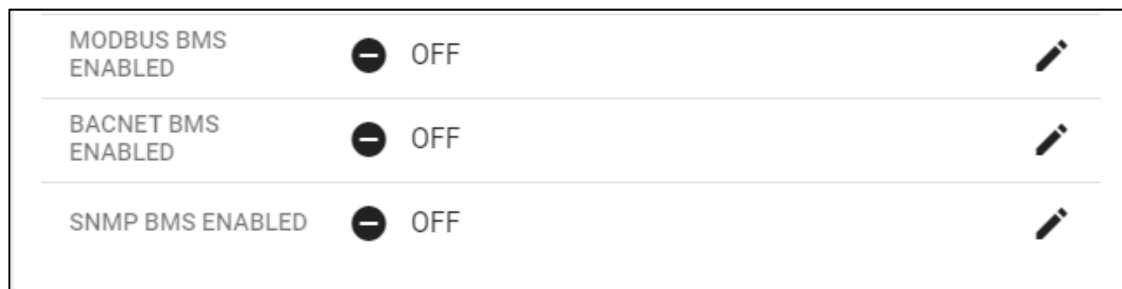 MODBUS BMS
ENABLED
OFF
BACNET BMS
ENABLED
OFF
SNMP BMS ENABLED
OFF